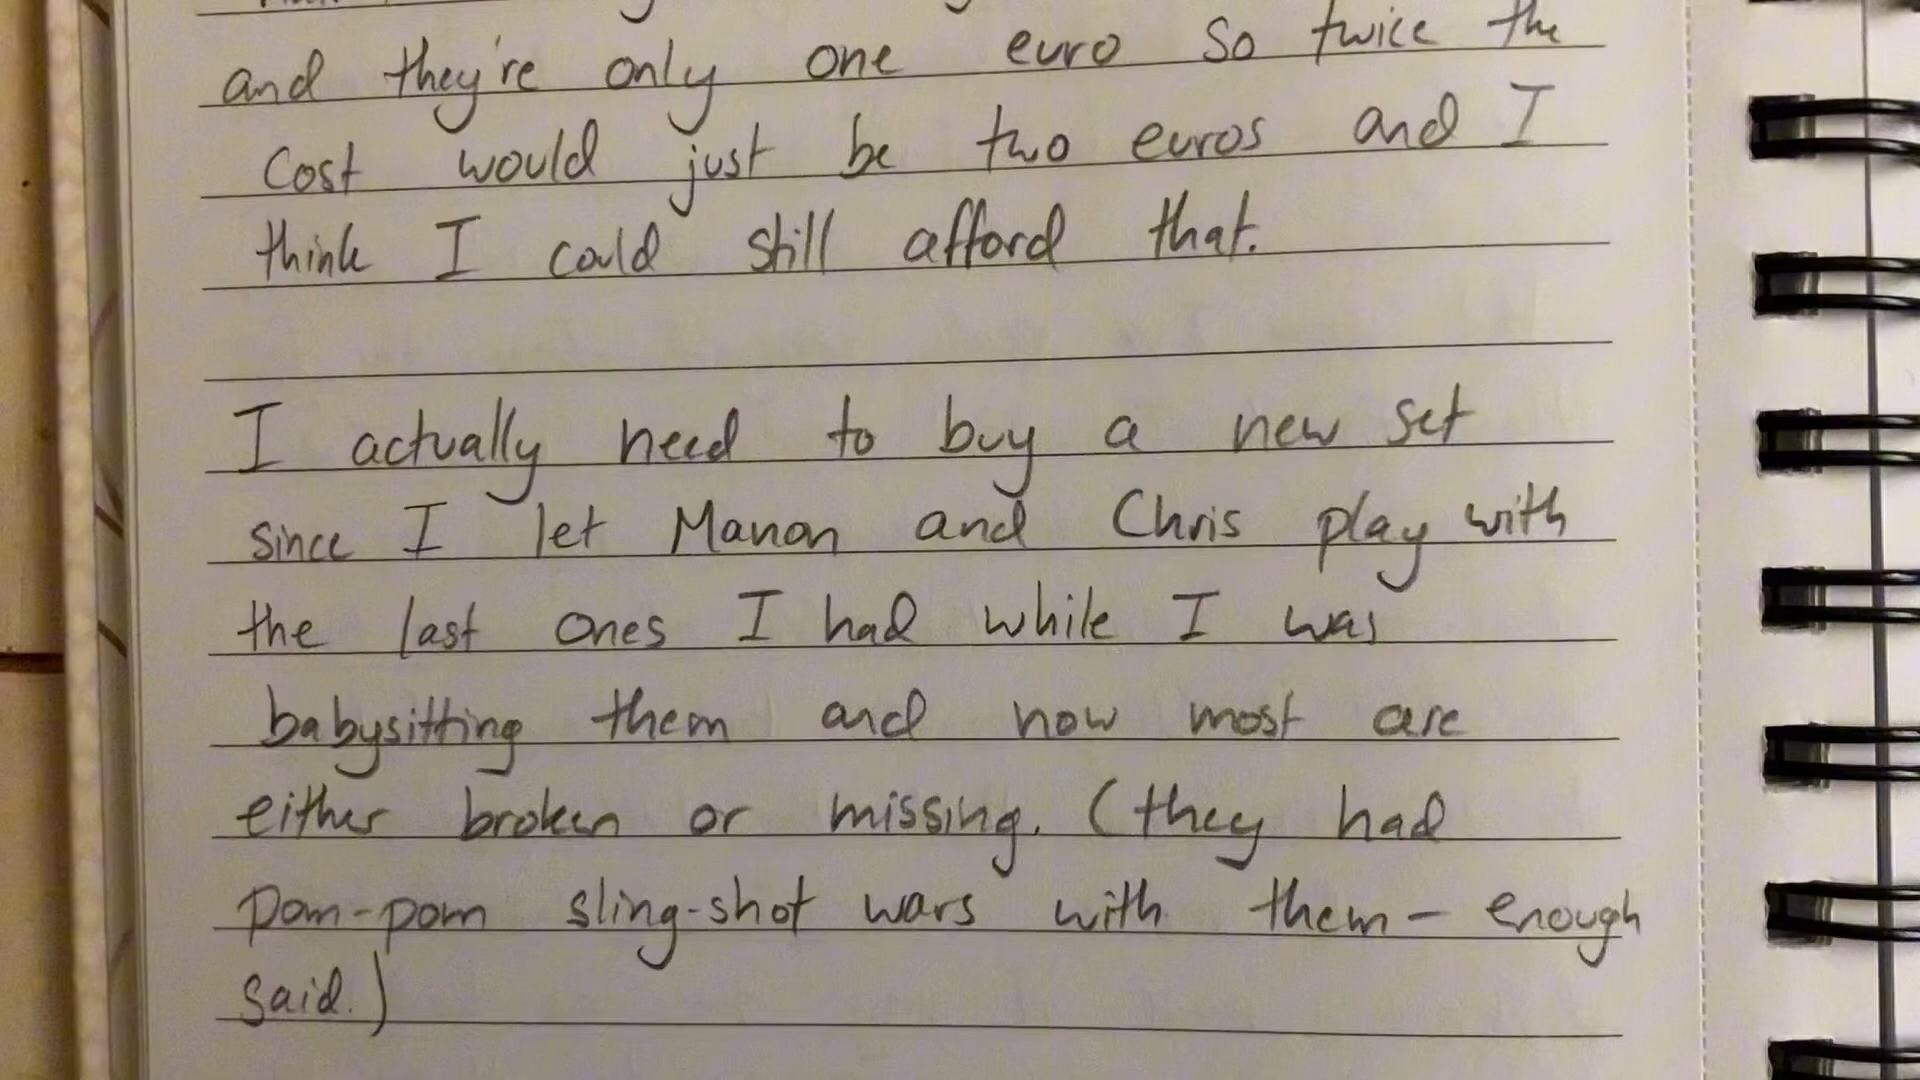 and they're only one euro so twice the
cost would just be two euros and I
think I could still afford that.
I actually need to buy a new set
since I let Manon and Chris play with
the last ones I had while I was
babysitting them and now most are
either broken or missing. (they had
pom-pom sling-shot wars with them- enough
said.)